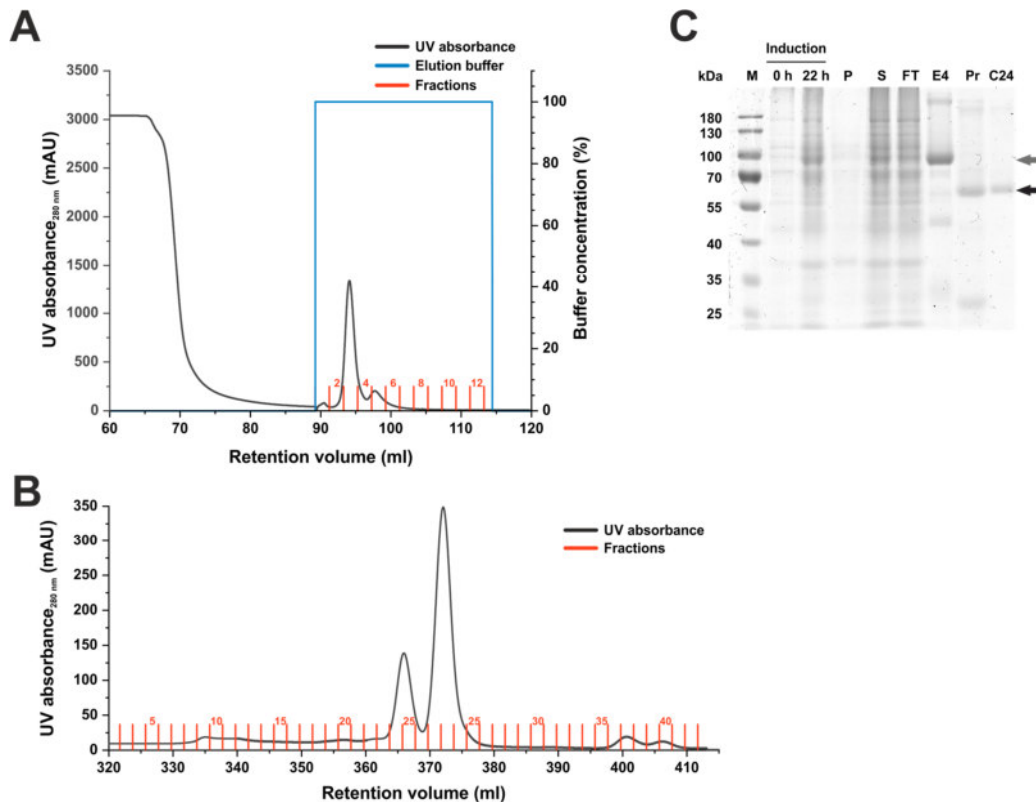 A
UV absorbance
Elution buffer
Fractions
3500
3000
2500
2000
1500
1000
500
250
0
UV absorbance280 nm (mAU)
100
80
60
40
20
0
Buffer concentration (%)
2 4 6 8 10 12
60 70 80 90 100 110 120
Retention volume (ml)
C
Induction
kDa M 0 h 22 h P S FT E4 Pr C24
180
130
100
70
55
40
35
25
B
UV absorbance
Fractions
350
300
250
200
150
100
50
25
0
UV absorbance280 nm (mAU)
5 10 15 20 25 25 30 35 40
320 330 340 350 360 370 380 390 400 410
Retention volume (ml)